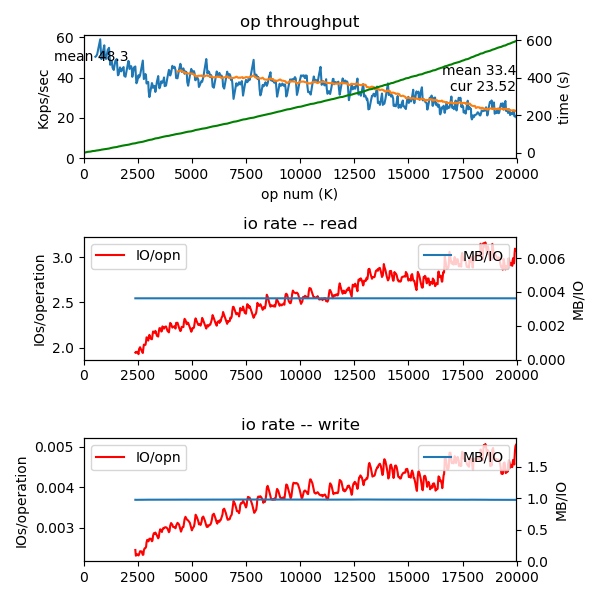 op throughput
mean 48.3
mean 33.4
cur 23.52
Kops/sec
time (s)
0
20
40
60
0
200
400
600
0 2500 5000 7500 10000 12500 15000 17500 20000
op num (K)
io rate -- read
IO/opn
MB/IO
IOs/operation
MB/IO
2.0
2.5
3.0
0.000
0.002
0.004
0.006
0 2500 5000 7500 10000 12500 15000 17500 20000
io rate -- write
IO/opn
MB/IO
IOs/operation
MB/IO
0.003
0.004
0.005
0.0
0.5
1.0
1.5
0 2500 5000 7500 10000 12500 15000 17500 20000